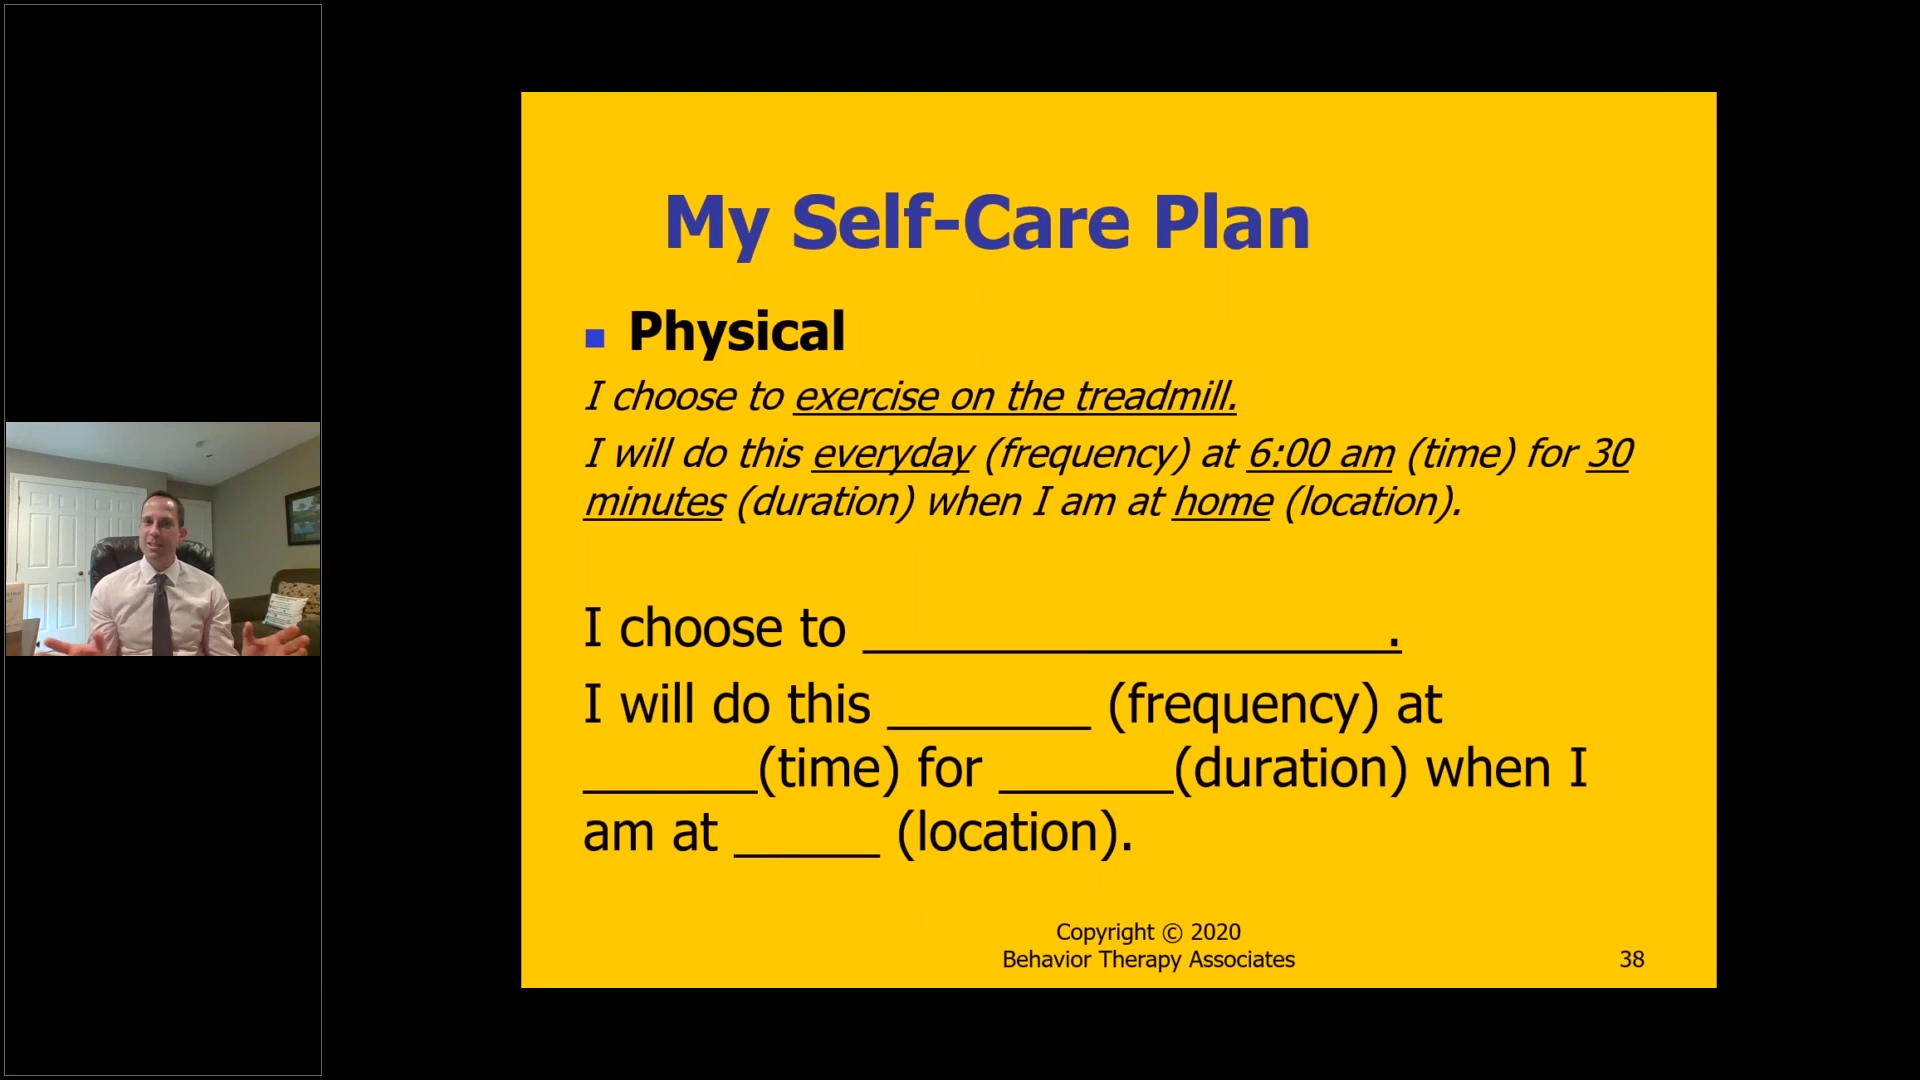 My Self-Care Plan
Physical
I choose to exercise on the treadmill.
I will do this everyday (frequency) at 6:00 am (time) for 30
minutes (duration) when I am at home (location).
I choose to ____________________.
I will do this _______ (frequency) at
______(time) for ______(duration) when I
am at _____ (location).
Copyright © 2020
Behavior Therapy Associates
38